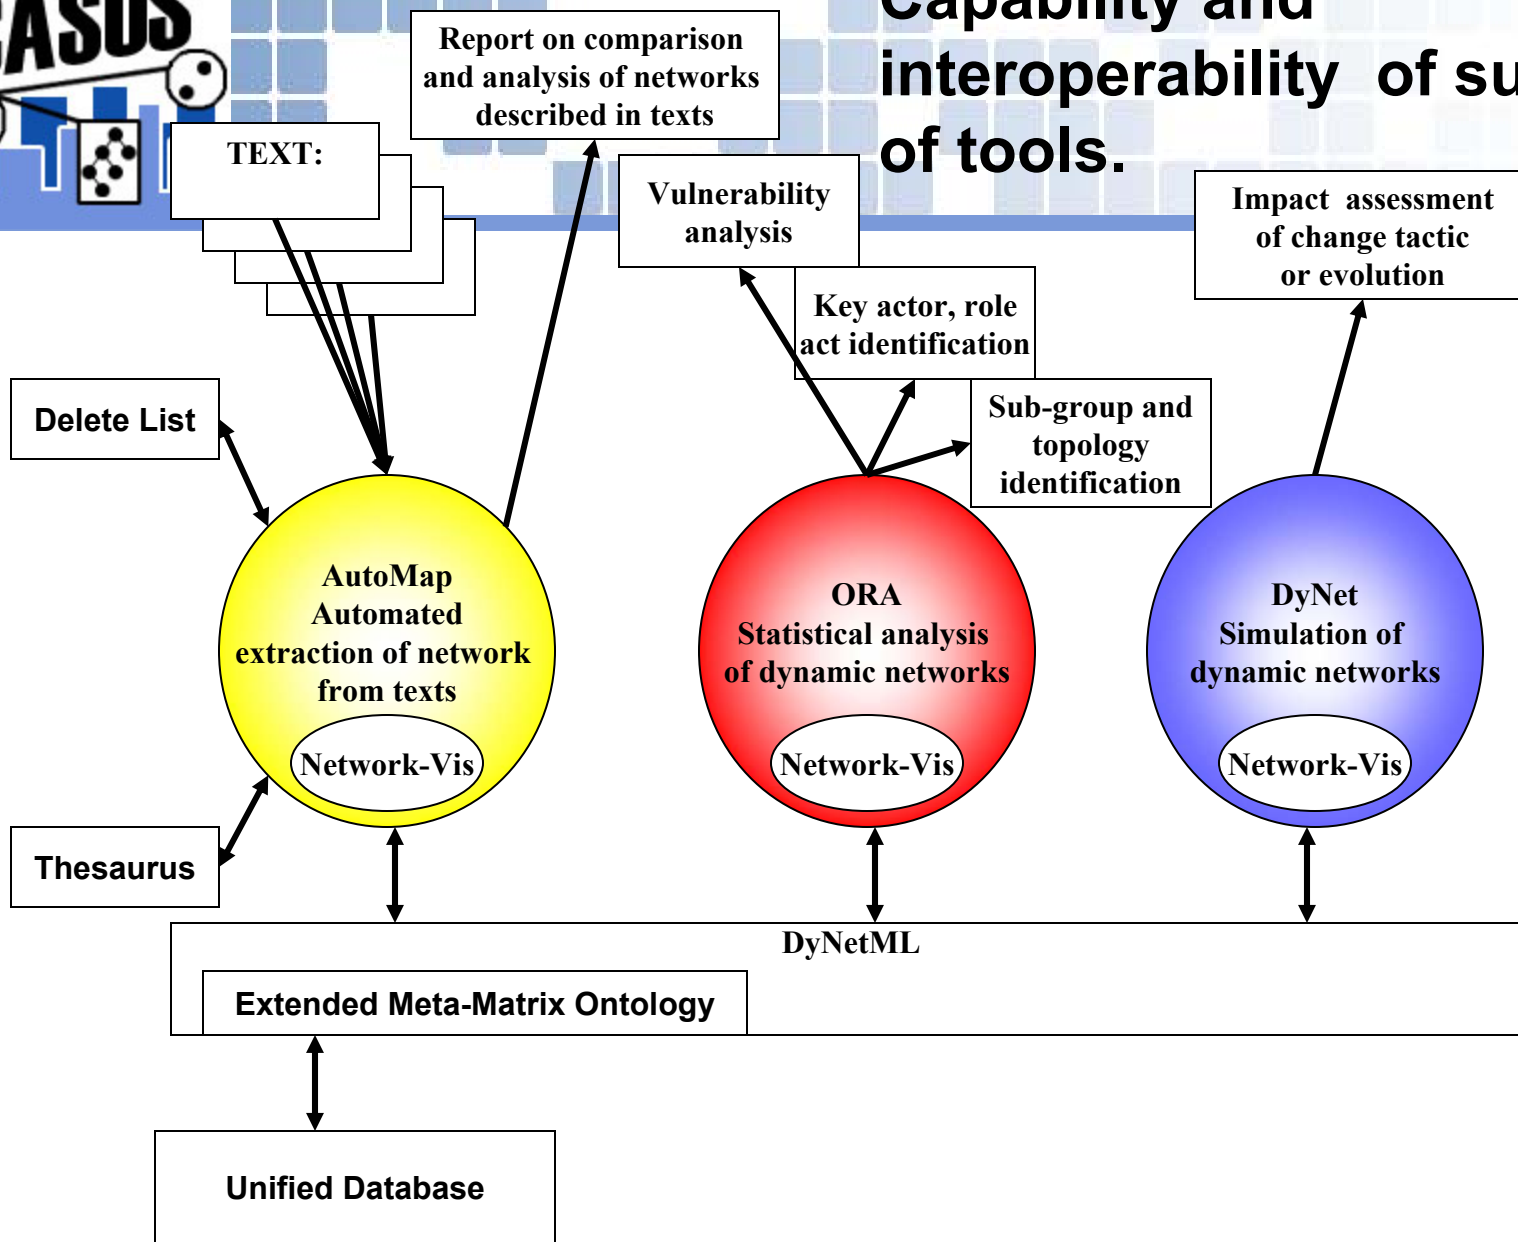 CASOS
Capability and
interoperability of su
of tools.
Report on comparison
and analysis of networks
described in texts
TEXT:
Vulnerability
analysis
Impact assessment
of change tactic
or evolution
Key actor, role
act identification
Sub-group and
topology
identification
Delete List
AutoMap
Automated
extraction of network
from texts
Network-Vis
ORA
Statistical analysis
of dynamic networks
Network-Vis
DyNet
Simulation of
dynamic networks
Network-Vis
Thesaurus
DyNetML
Extended Meta-Matrix Ontology
Unified Database